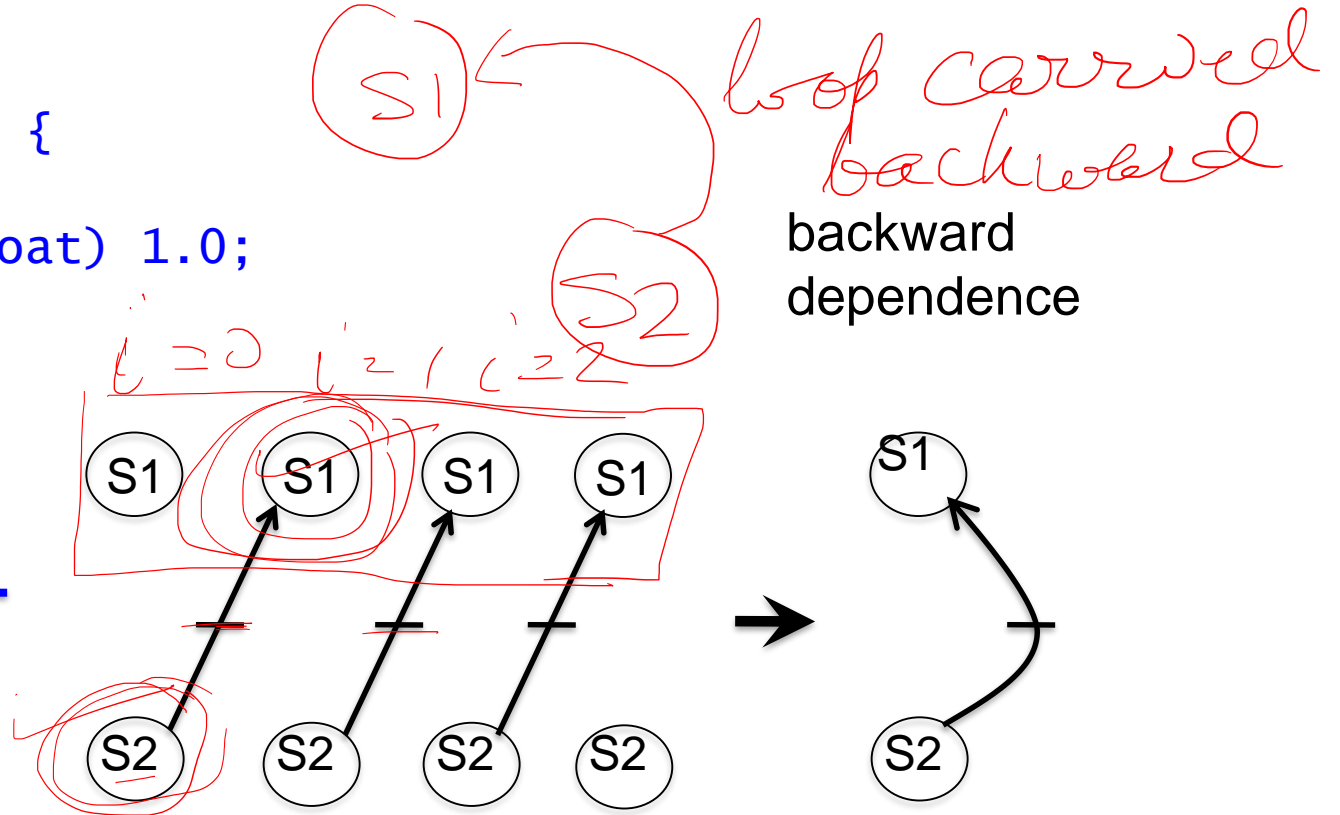 S1
loop carried
{
backward
backward
oat) 1.0;
S2
dependence
i=0 i=1 i=2
S1 S1 S1 S1 S1
S2 S2 S2 S2 S2